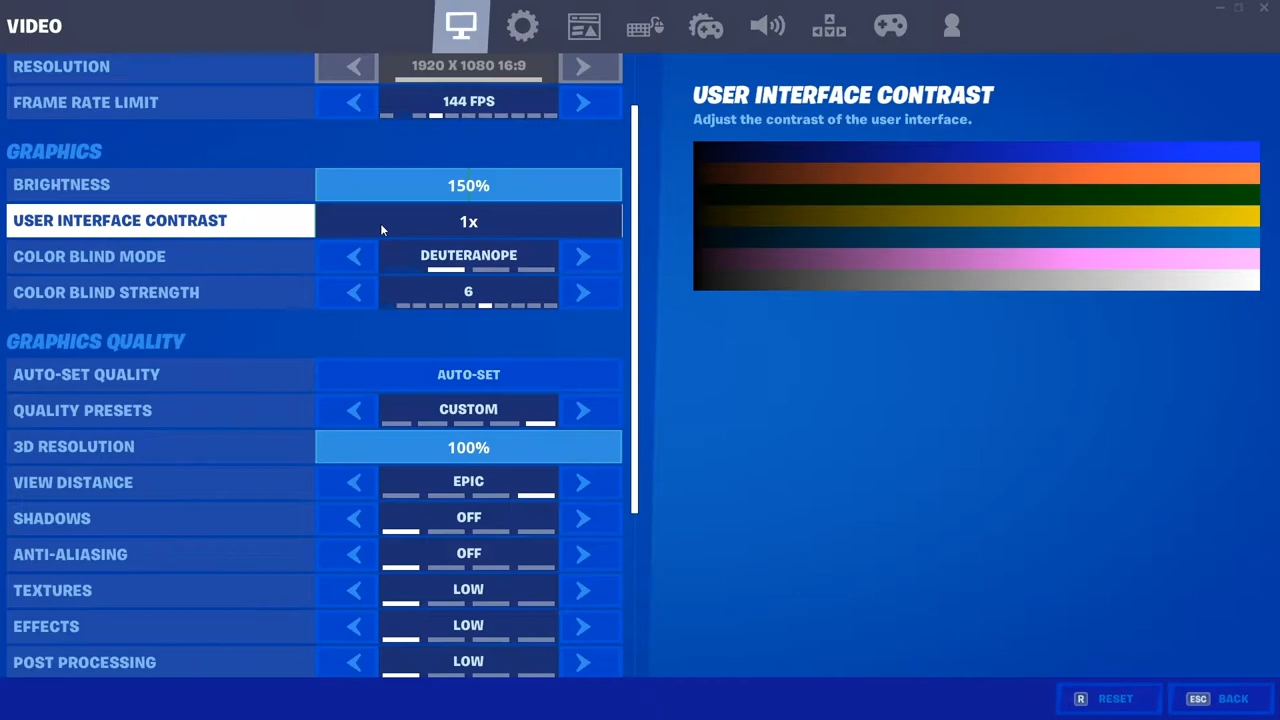 VIDEO
RESOLUTION
1920 X 1080 16:9
FRAME RATE LIMIT
144 FPS
GRAPHICS
BRIGHTNESS
150%
USER INTERFACE CONTRAST
1x
COLOR BLIND MODE
DEUTERANOPE
COLOR BLIND STRENGTH
6
GRAPHICS QUALITY
AUTO-SET QUALITY
AUTO-SET
QUALITY PRESETS
CUSTOM
3D RESOLUTION
100%
VIEW DISTANCE
EPIC
SHADOWS
OFF
ANTI-ALIASING
OFF
TEXTURES
LOW
EFFECTS
LOW
POST PROCESSING
LOW
USER INTERFACE CONTRAST
Adjust the contrast of the user interface.
R RESET
ESC BACK